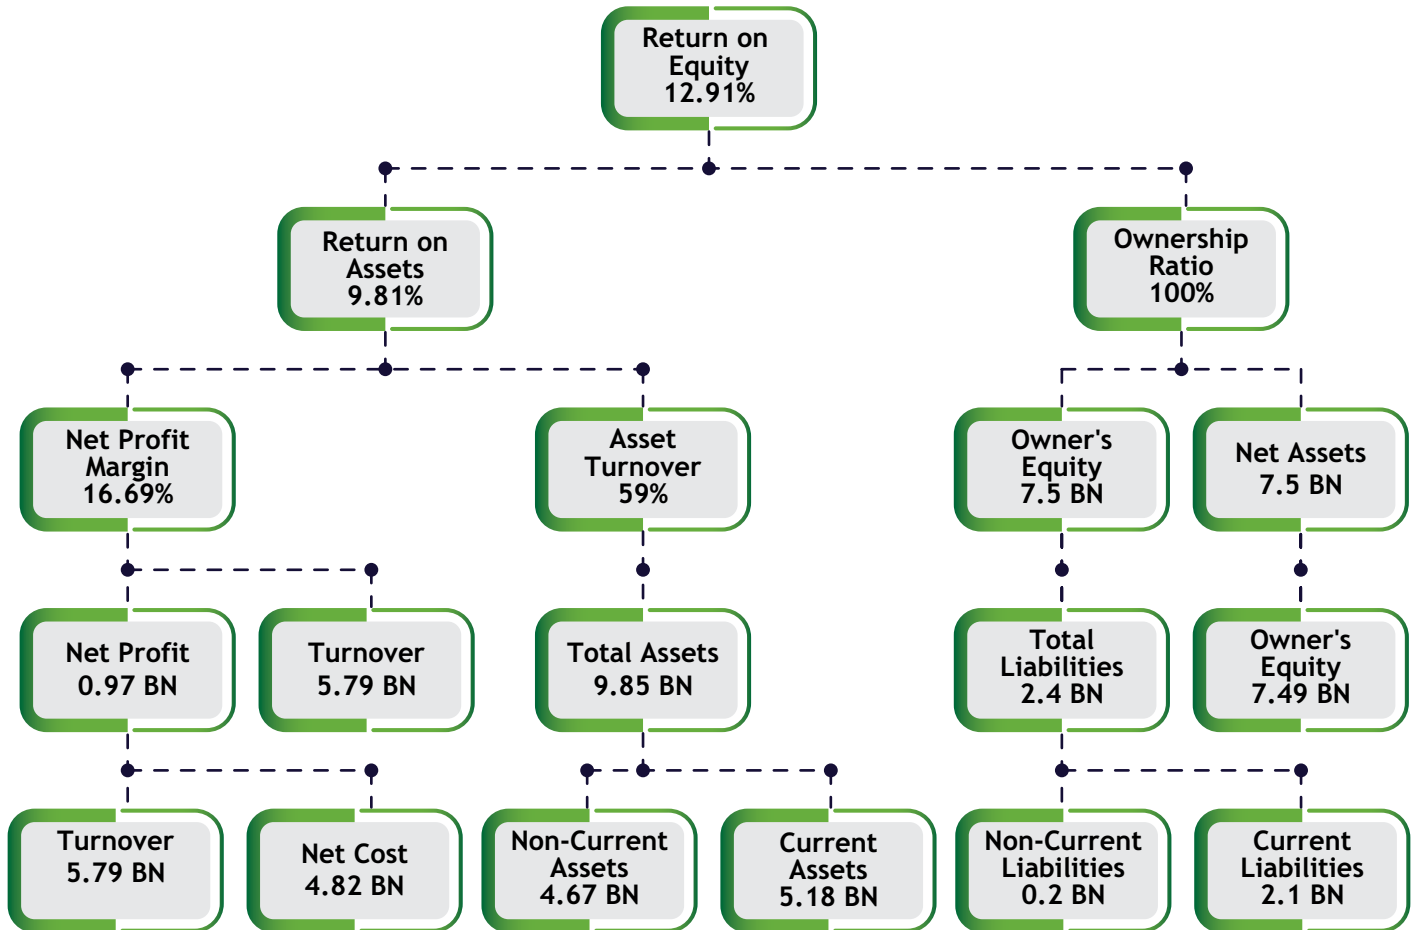 Return on
Equity
12.91%
Return on
Assets
9.81%
Ownership
Ratio
100%
Net Profit
Margin
16.69%
Asset
Turnover
59%
Owner's
Equity
7.5 BN
Net Assets
7.5 BN
Net Profit
0.97 BN
Turnover
5.79 BN
Total Assets
9.85 BN
Total
Liabilities
2.4 BN
Owner's
Equity
7.49 BN
Turnover
5.79 BN
Net Cost
4.82 BN
Non-Current
Assets
4.67 BN
Current
Assets
5.18 BN
Non-Current
Liabilities
0.2 BN
Current
Liabilities
2.1 BN